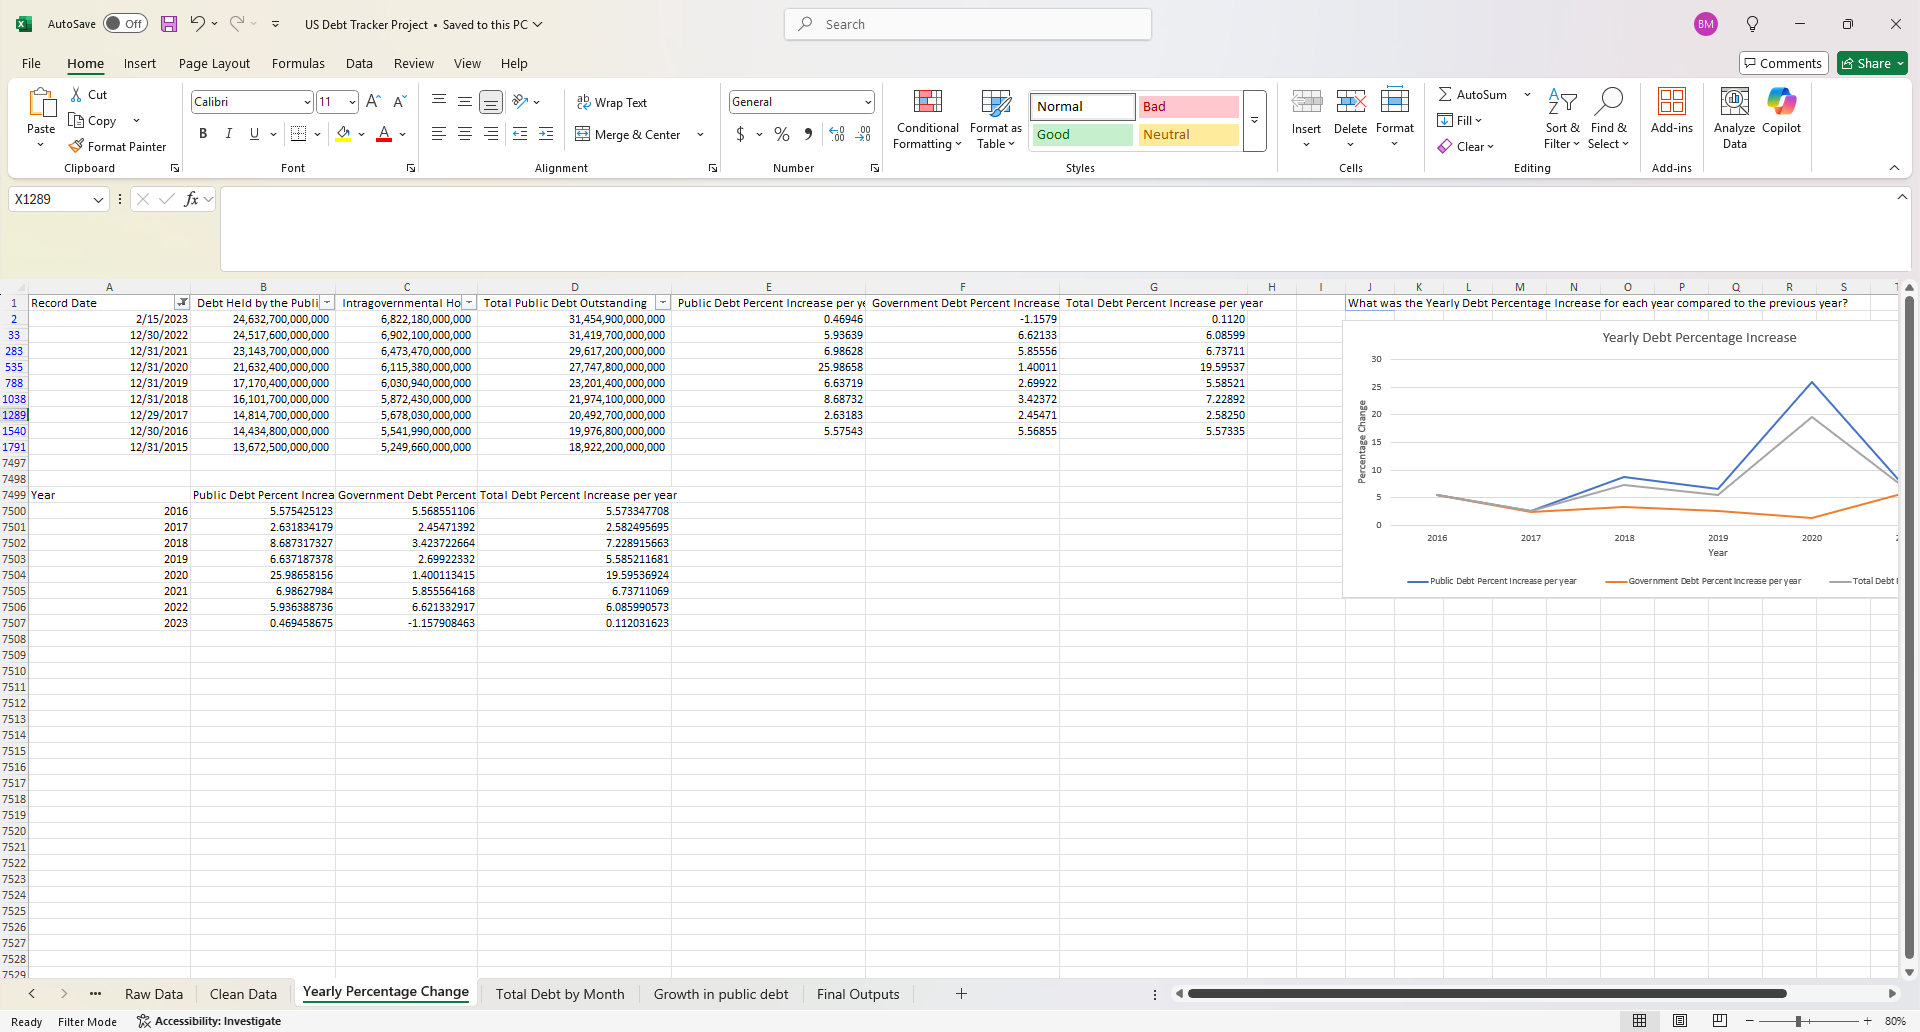 AutoSave Off US Debt Tracker Project • Saved to this PC Search BM
File Home Insert Page Layout Formulas Data Review View Help Comments Share
Paste Cut Copy Format Painter Clipboard
Calibri 11 B I U A Font
Wrap Text Merge & Center Alignment
General $ % Number
Conditional Formatting Format as Table Normal Bad Good Neutral Styles
Insert Delete Format Cells
AutoSum Fill Clear Sort & Filter Find & Select Editing
Add-ins Add-ins
Analyze Data Copilot
X1289 fx
A B C D E F G H I J K L M N O P Q R S T
1 Record Date Debt Held by the Publi Intragovernmental Ho Total Public Debt Outstanding Public Debt Percent Increase per ye Government Debt Percent Increase Total Debt Percent Increase per year What was the Yearly Debt Percentage Increase for each year compared to the previous year?
2 2/15/2023 24,632,700,000,000 6,822,180,000,000 31,454,900,000,000 0.46946 -1.1579 0.1120
33 12/30/2022 24,517,600,000,000 6,902,100,000,000 31,419,700,000,000 5.93639 6.62133 6.08599
283 12/31/2021 23,143,700,000,000 6,473,470,000,000 29,617,200,000,000 6.98628 5.85556 6.73711
535 12/31/2020 21,632,400,000,000 6,115,380,000,000 27,747,800,000,000 25.98658 1.40011 19.59537
788 12/31/2019 17,170,400,000,000 6,030,940,000,000 23,201,400,000,000 6.63719 2.69922 5.58521
1038 12/31/2018 16,101,700,000,000 5,872,430,000,000 21,974,100,000,000 8.68732 3.42372 7.22892
1289 12/29/2017 14,814,700,000,000 5,678,030,000,000 20,492,700,000,000 2.63183 2.45471 2.58250
1540 12/30/2016 14,434,800,000,000 5,541,990,000,000 19,976,800,000,000 5.57543 5.56855 5.57335
1791 12/31/2015 13,672,500,000,000 5,249,660,000,000 18,922,200,000,000
7497
7498
7499 Year Public Debt Percent Increa Government Debt Percent Total Debt Percent Increase per year
7500 2016 5.575425123 5.568551106 5.573347708
7501 2017 2.631834179 2.45471392 2.582495695
7502 2018 8.687317327 3.423722664 7.228915663
7503 2019 6.637187378 2.69922332 5.585211681
7504 2020 25.98658156 1.400113415 19.59536924
7505 2021 6.98627984 5.855564168 6.73711069
7506 2022 5.936388736 6.621332917 6.085990573
7507 2023 0.469458675 -1.157908463 0.112031623
7508
7509
7510
7511
7512
7513
7514
7515
7516
7517
7518
7519
7520
7521
7522
7523
7524
7525
7526
7527
7528
7529
Yearly Debt Percentage Increase
Percentage Change
30
25
20
15
10
5
0
2016 2017 2018 2019 2020
Year
Public Debt Percent Increase per year Government Debt Percent Increase per year Total Debt
Raw Data Clean Data Yearly Percentage Change Total Debt by Month Growth in public debt Final Outputs
Ready Filter Mode Accessibility: Investigate 80%